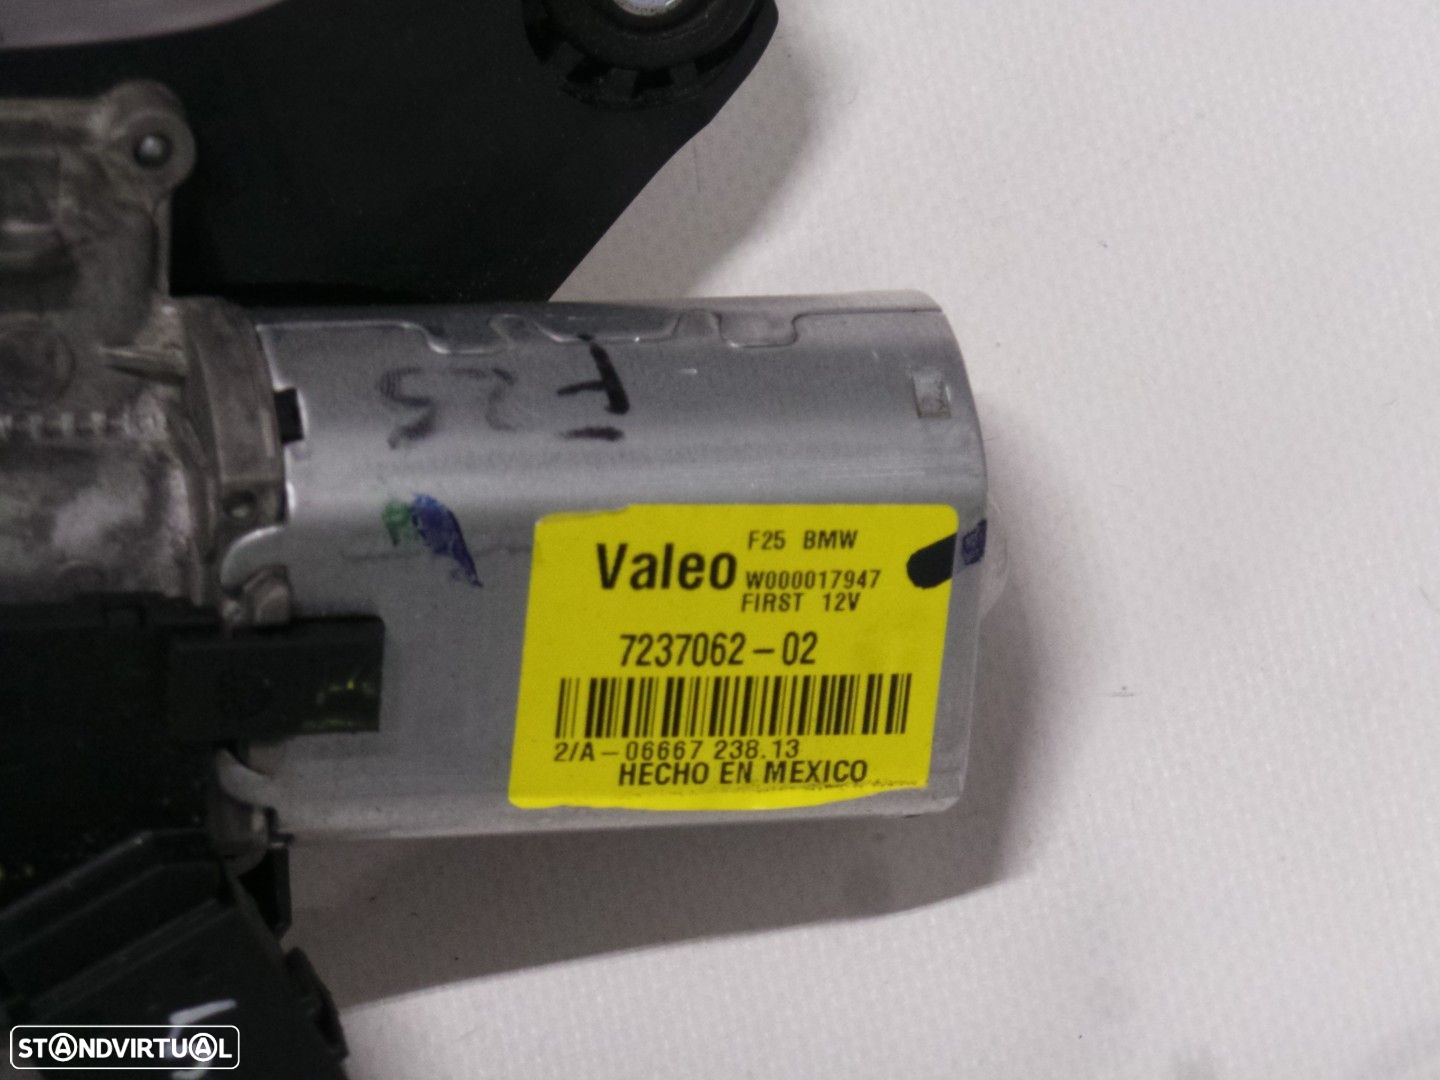 F25
Valeo
F25 BMW
W000017947
FIRST 12V
7237062-02
2/A-06667 238.13
HECHO EN MEXICO
STANDVIRTUAL